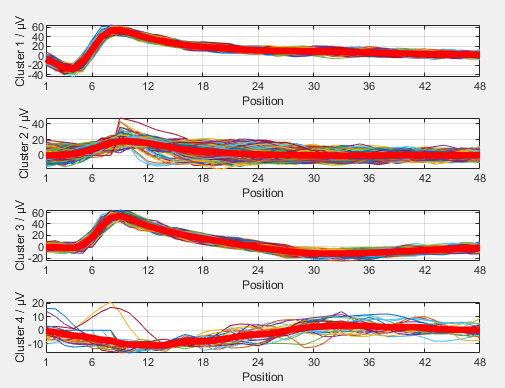 Cluster 1 / µV
60
40
20
0
-20
-40
1 6 12 18 24 30 36 42 48
Position
Cluster 2 / µV
40
20
0
1 6 12 18 24 30 36 42 48
Position
Cluster 3 / µV
60
40
20
0
-20
1 6 12 18 24 30 36 42 48
Position
Cluster 4 / µV
20
10
0
-10
1 6 12 18 24 30 36 42 48
Position